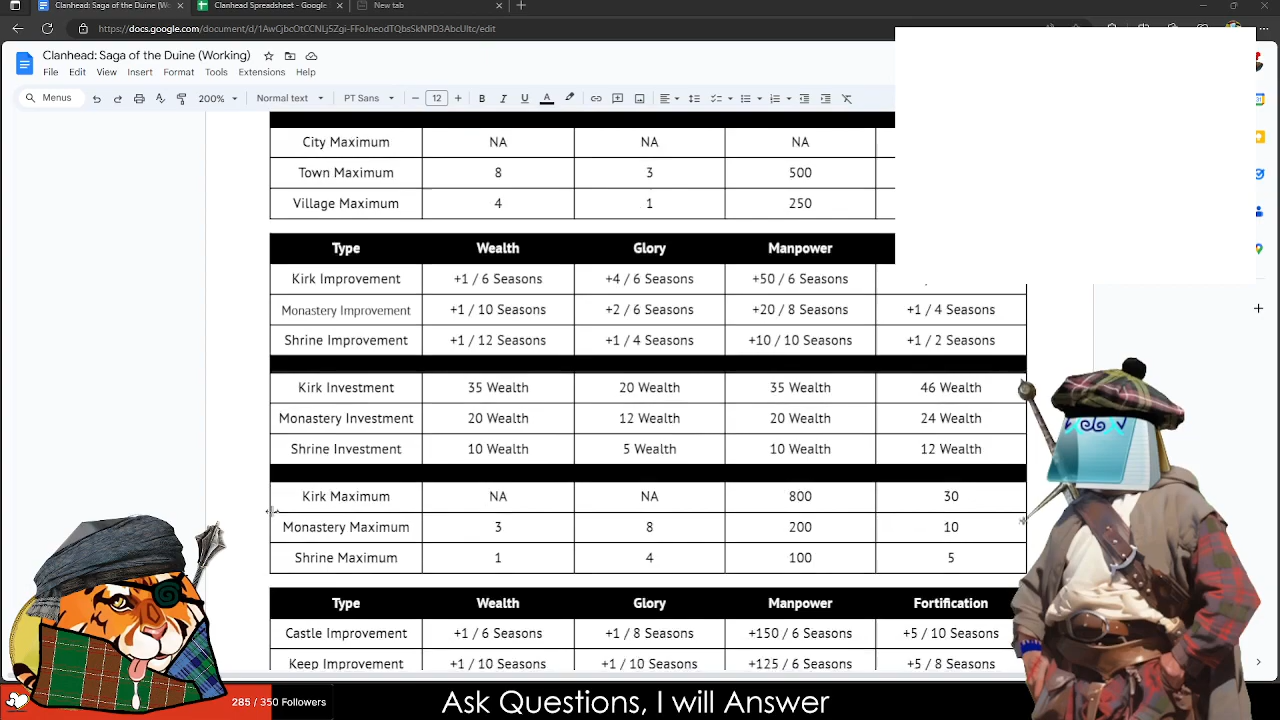 Clanhead Spreadsheet - Google
New tab
https://docs.google.com/document/d/1AwCjbcOtCCNLj5Zgi-FFoJneodTQbsSkNPD3AbcUltc/edit
Clanhead: Saga of the Duine (Working)
File Edit View Insert Format Tools Extensions Help
Menus 200% Normal text PT Sans 12 B I U A
City Maximum NA NA NA
Town Maximum 8 3 500
Village Maximum 4 1 250
Type Wealth Glory Manpower
Kirk Improvement +1 / 6 Seasons +4 / 6 Seasons +50 / 6 Seasons
Monastery Improvement +1 / 10 Seasons +2 / 6 Seasons +20 / 8 Seasons +1 / 4 Seasons
Shrine Improvement +1 / 12 Seasons +1 / 4 Seasons +10 / 10 Seasons +1 / 2 Seasons
Kirk Investment 35 Wealth 20 Wealth 35 Wealth 46 Wealth
Monastery Investment 20 Wealth 12 Wealth 20 Wealth 24 Wealth
Shrine Investment 10 Wealth 5 Wealth 10 Wealth 12 Wealth
Kirk Maximum NA NA 800 30
Monastery Maximum 3 8 200 10
Shrine Maximum 1 4 100 5
Type Wealth Glory Manpower Fortification
Castle Improvement +1 / 6 Seasons +1 / 8 Seasons +150 / 6 Seasons +5 / 10 Seasons
Keep Improvement +1 / 10 Seasons +1 / 10 Seasons +125 / 6 Seasons +5 / 8 Seasons
285 / 350 Followers
Ask Questions, I will Answer